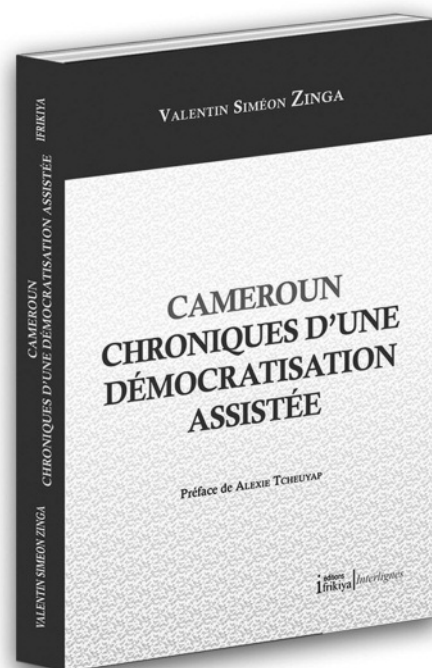 VALENTIN SIMÉON ZINGA
CAMEROUN
CHRONIQUES D'UNE
DÉMOCRATISATION
ASSISTÉE
Préface de ALEXIE TCHEUYAP
éditions
ifrikiya Interlignes
VALENTIN SIMEON ZINGA
CAMEROUN
CHRONIQUES D'UNE DÉMOCRATISATION ASSISTÉE
IFRIKIYA